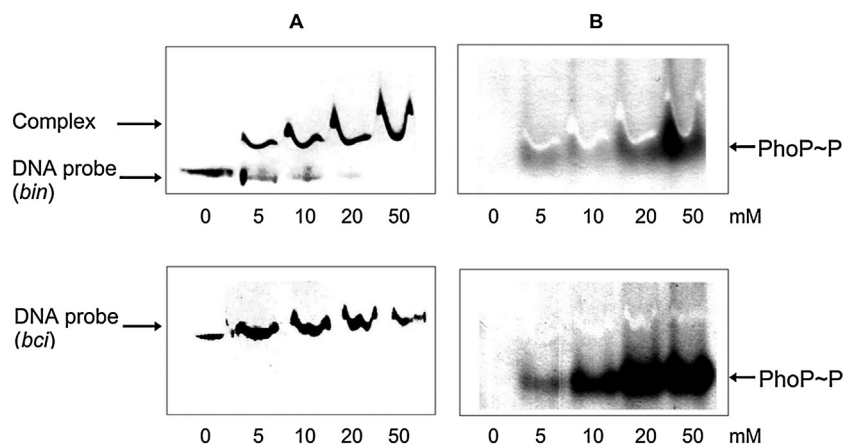 A B
Complex
DNA probe
(bin)
PhoP~P
0 5 10 20 50 0 5 10 20 50 mM
DNA probe
(bci)
PhoP~P
0 5 10 20 50 0 5 10 20 50 mM